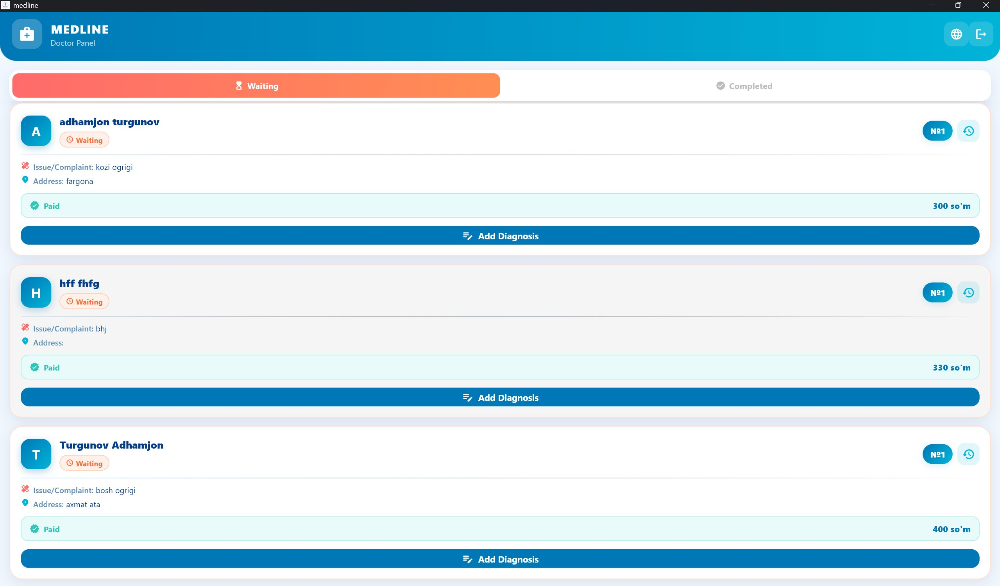 medline
MEDLINE
Doctor Panel
Waiting
Completed
A
adhamjon turgunov
Waiting
№1
Issue/Complaint: kozi ogrigi
Address: fargona
Paid
300 so'm
Add Diagnosis
H
hff fhfg
Waiting
№1
Issue/Complaint: bhj
Address:
Paid
330 so'm
Add Diagnosis
T
Turgunov Adhamjon
Waiting
№1
Issue/Complaint: bosh ogrigi
Address: axmat ata
Paid
400 so'm
Add Diagnosis